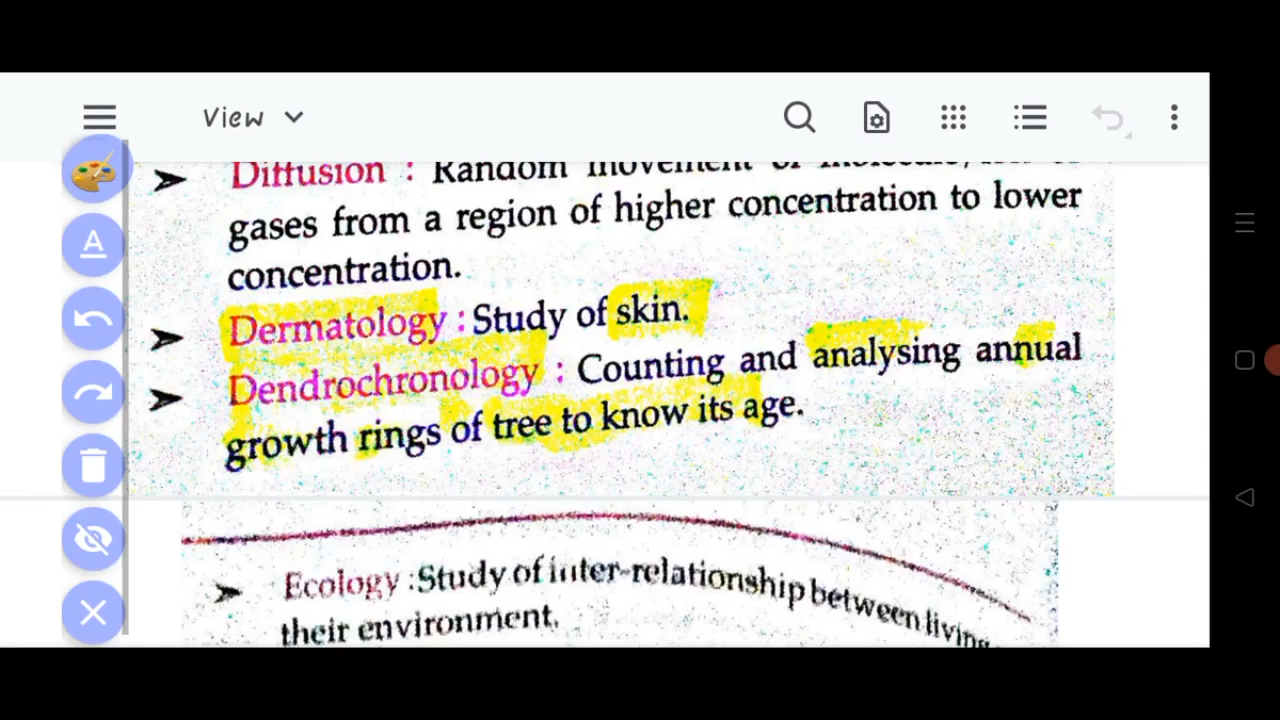 View
Diffusion : Random movement of
gases from a region of higher concentration to lower
concentration.
➤ Dermatology : Study of skin.
➤ Dendrochronology : Counting and analysing annual
growth rings of tree to know its age.
➤ Ecology : Study of inter-relationship between living
their environment.